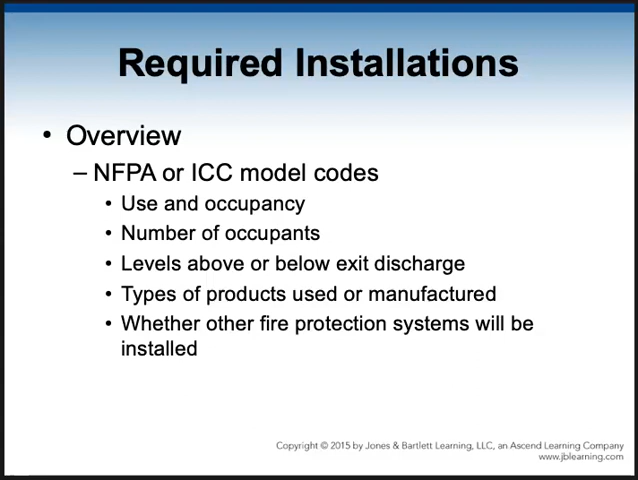 Required Installations
• Overview
– NFPA or ICC model codes
• Use and occupancy
• Number of occupants
• Levels above or below exit discharge
• Types of products used or manufactured
• Whether other fire protection systems will be
installed
Copyright © 2015 by Jones & Bartlett Learning, LLC, an Ascend Learning Company
www.jblearning.com